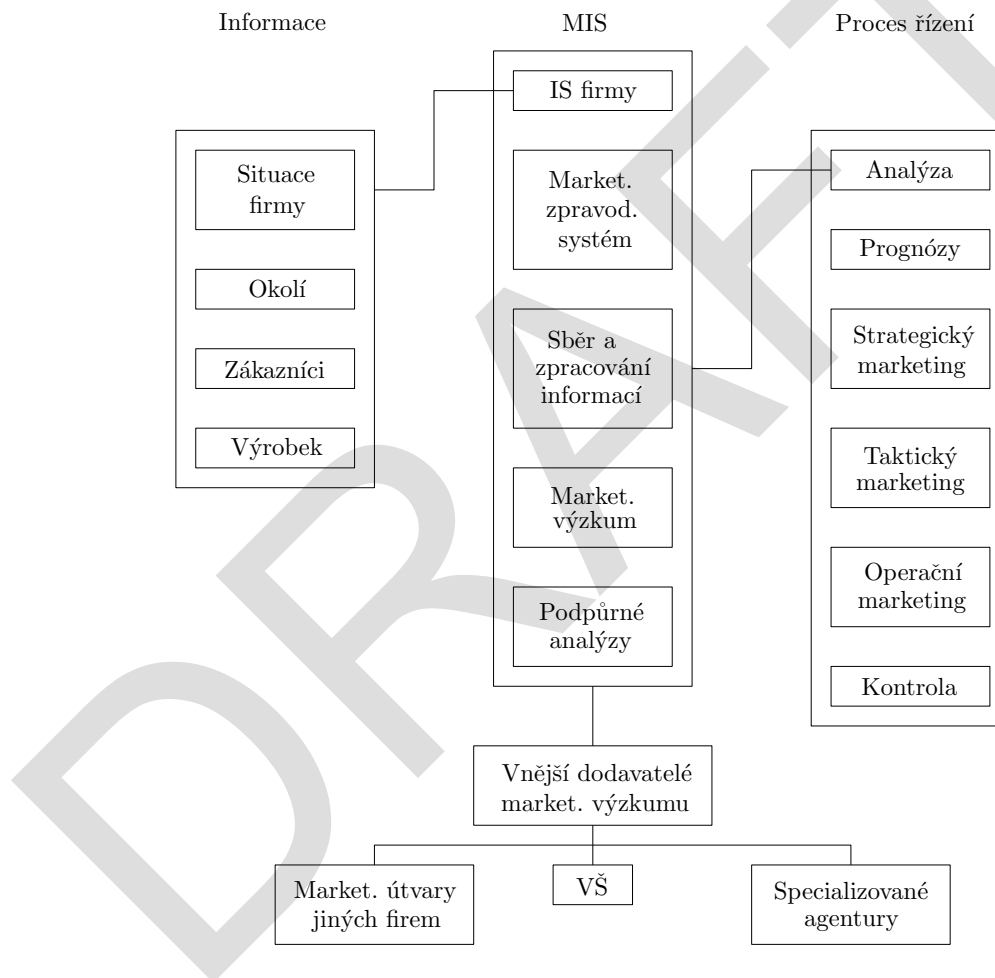 Informace
MIS
Proces řízení
IS firmy
Situace
firmy
Okolí
Zákazníci
Výrobek
Market.
zpravod.
systém
Sběr a
zpracování
informací
Market.
výzkum
Podpůrné
analýzy
Analýza
Prognózy
Strategický
marketing
Taktický
marketing
Operační
marketing
Kontrola
Vnější dodavatelé
market. výzkumu
Market. útvary
jiných firem
VŠ
Specializované
agentury
DRAFT